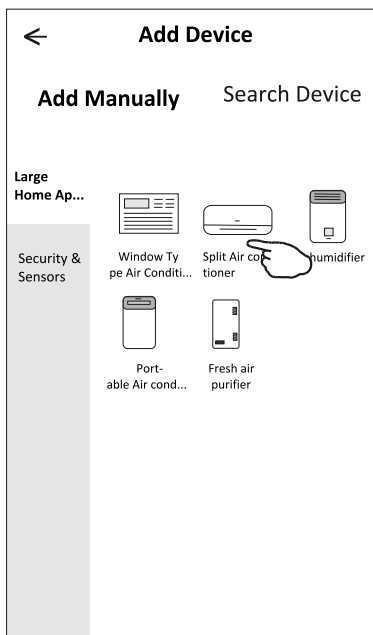 Add Device
Add Manually
Search Device
Large
Home Ap...
Security &
Sensors
Window Ty
pe Air Conditi...
Split Air con
tioner
humidifier
Port-
able Air cond...
Fresh air
purifier